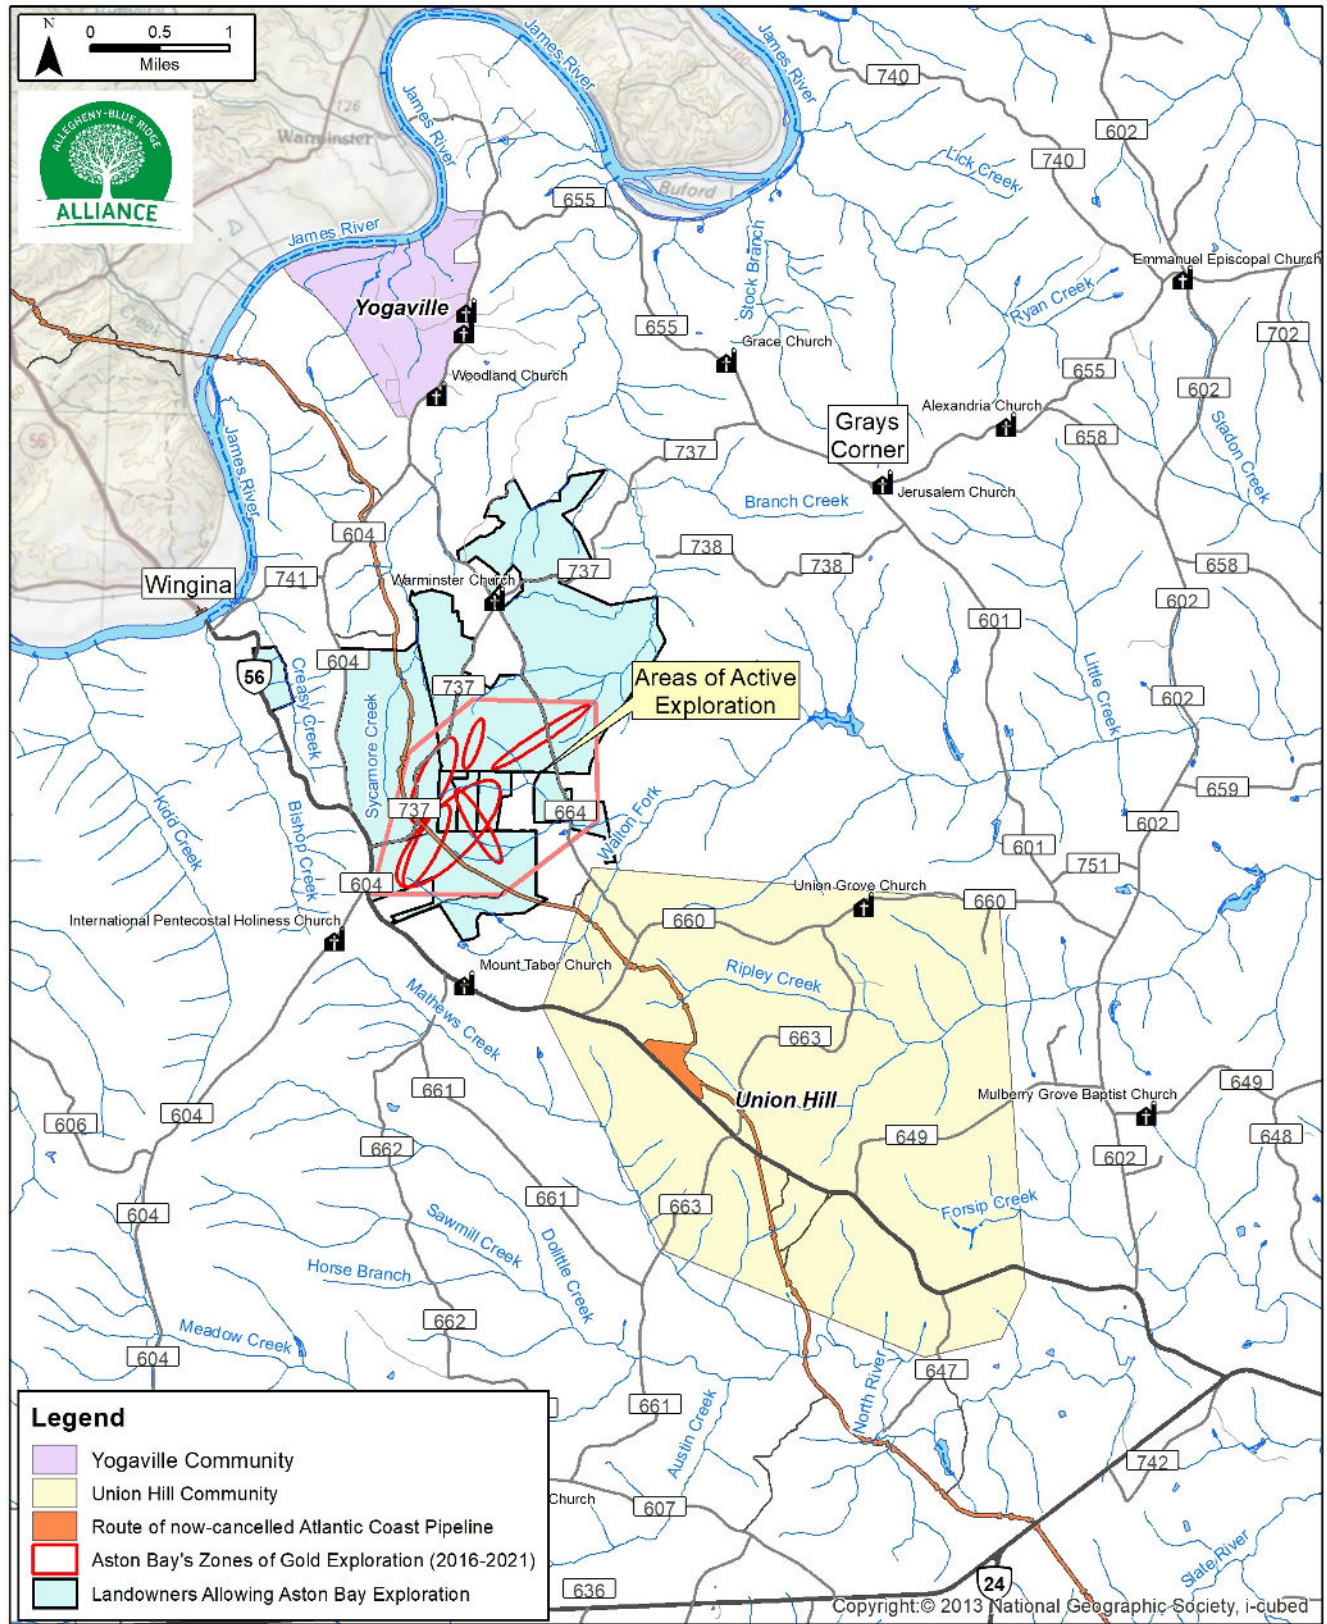 N
0 0.5 1
Miles
ALLEGHENY-BLUE RIDGE
ALLIANCE
James River
James River
James River
James River
James River
Warminster
Buford
740
602
740
Lick Creek
655
Stock Branch
Emmanuel Episcopal Church
Ryan Creek
702
Yogaville
655
Grace Church
Woodland Church
655
602
Alexandria Church
658
Grays
Corner
Sladon Creek
56
737
Jerusalem Church
Branch Creek
604
738
738
658
Wingina
741
Warminster Church
737
602
601
604
56
Creasy Creek
Sycamore Creek
737
Areas of Active
Exploration
Little Creek
602
Kidd Creek
Bishop Creek
737
664
Walton Fork
659
602
601
751
604
Union Grove Church
660
660
International Pentecostal Holiness Church
Mount Tabor Church
Ripley Creek
Mathews Creek
663
661
Union Hill
Mulberry Grove Baptist Church
649
606
604
662
649
648
602
661
663
604
Sawmill Creek
Dolittle Creek
Forsip Creek
Horse Branch
662
Meadow Creek
604
North River
647
661
Austin Creek
742
Church
607
Slate River
636
24
Legend
Yogaville Community
Union Hill Community
Route of now-cancelled Atlantic Coast Pipeline
Aston Bay's Zones of Gold Exploration (2016-2021)
Landowners Allowing Aston Bay Exploration
Copyright:© 2013 National Geographic Society, i-cubed